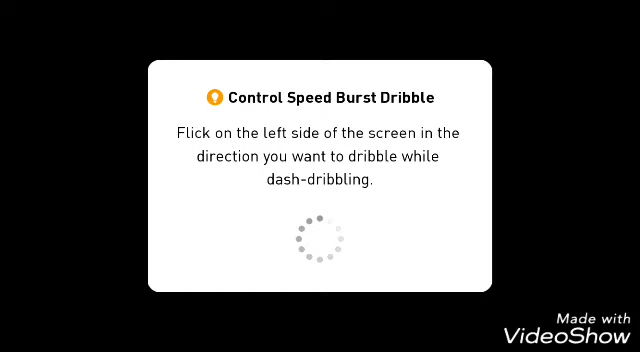 Control Speed Burst Dribble
Flick on the left side of the screen in the
direction you want to dribble while
dash-dribbling.
Made with
VideoShow